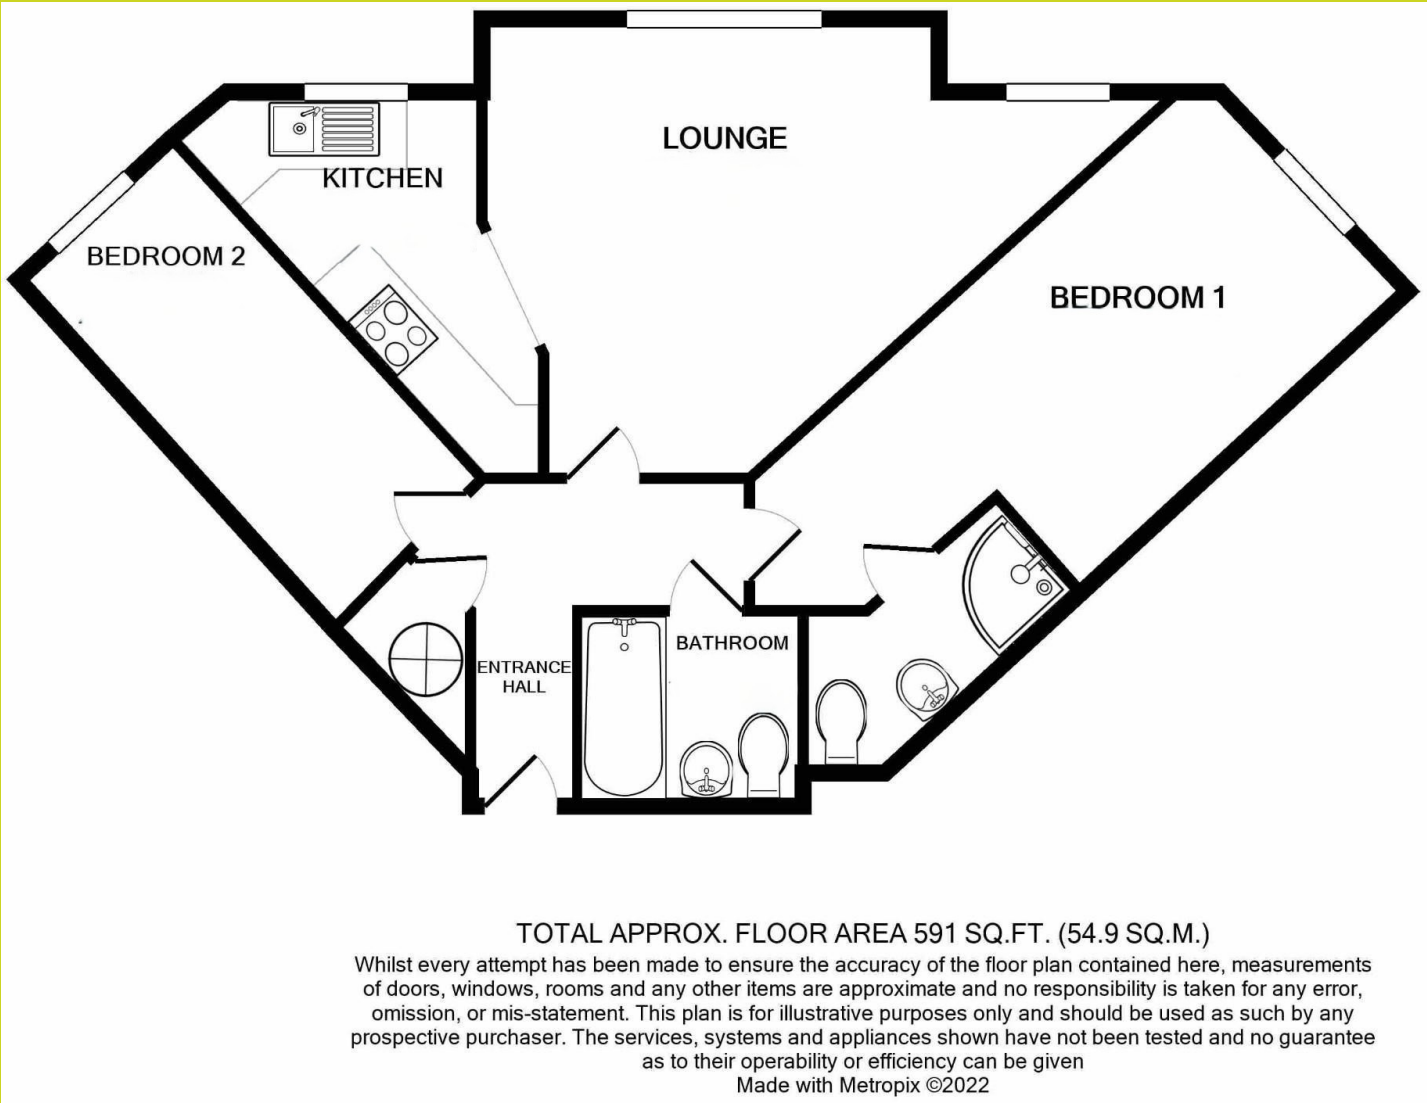 LOUNGE
KITCHEN
BEDROOM 2
BEDROOM 1
BATHROOM
ENTRANCE
HALL
TOTAL APPROX. FLOOR AREA 591 SQ.FT. (54.9 SQ.M.)
Whilst every attempt has been made to ensure the accuracy of the floor plan contained here, measurements
of doors, windows, rooms and any other items are approximate and no responsibility is taken for any error,
omission, or mis-statement. This plan is for illustrative purposes only and should be used as such by any
prospective purchaser. The services, systems and appliances shown have not been tested and no guarantee
as to their operability or efficiency can be given
Made with Metropix ©2022